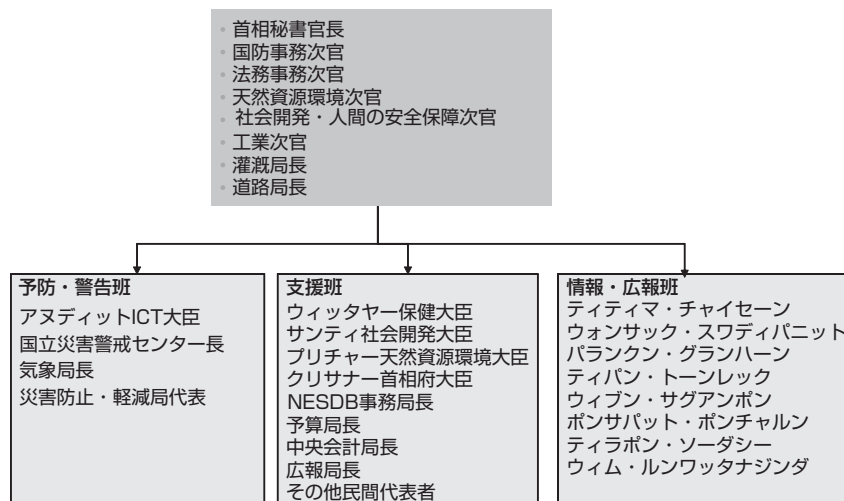 首相秘書官長
国防事務次官
法務事務次官
天然資源環境次官
社会開発・人間の安全保障次官
工業次官
灌漑局長
道路局長
予防・警告班
アヌディットICT大臣
国立災害警戒センター長
気象局長
災害防止・軽減局代表
支援班
ウィッタヤー保健大臣
サンティ社会開発大臣
プリチャー天然資源環境大臣
クリサナー首相府大臣
NESDB事務局長
予算局長
中央会計局長
広報局長
その他民間代表者
情報・広報班
ティティマ・チャイセーン
ウォンサック・スワディパニット
パランクン・グランハーン
ティパン・トーンレック
ウィブン・サグアンポン
ポンサパット・ポンチャルン
ティラポン・ソーダシー
ウィム・ルンワッタナジンダ